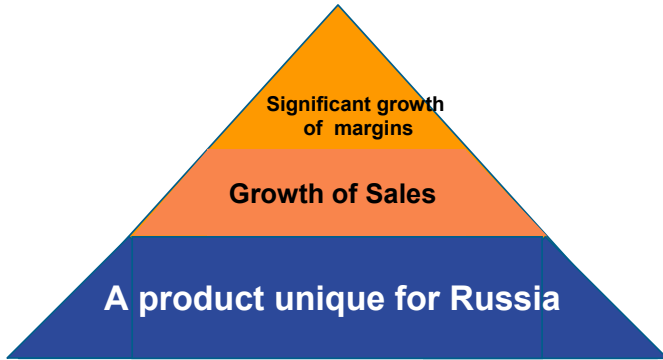 Significant growth
of margins
Growth of Sales
A product unique for Russia